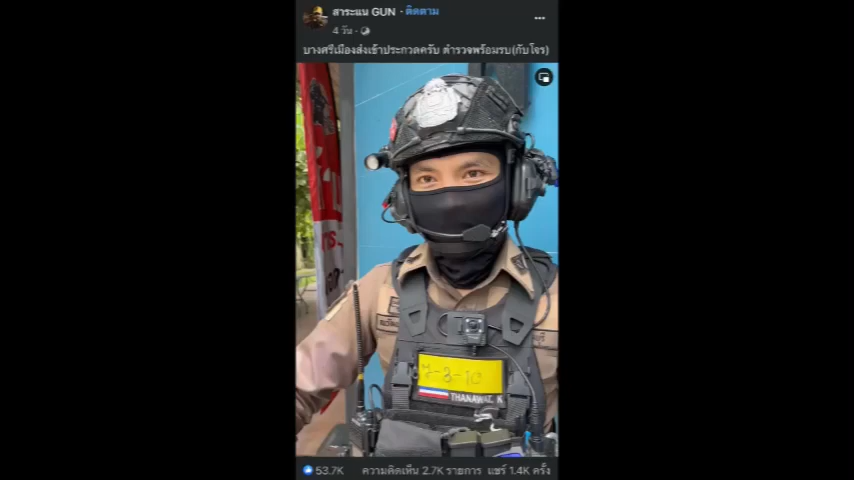 สาระแน GUN · ติดตาม
4 วัน ·
บางศรีเมืองส่งเข้าประกวดครับ ตำรวจพร้อมรบ(กับโจร)
7-3-10
THANAWAT. K
53.7K ความคิดเห็น 2.7K รายการ แชร์ 1.4K ครั้ง